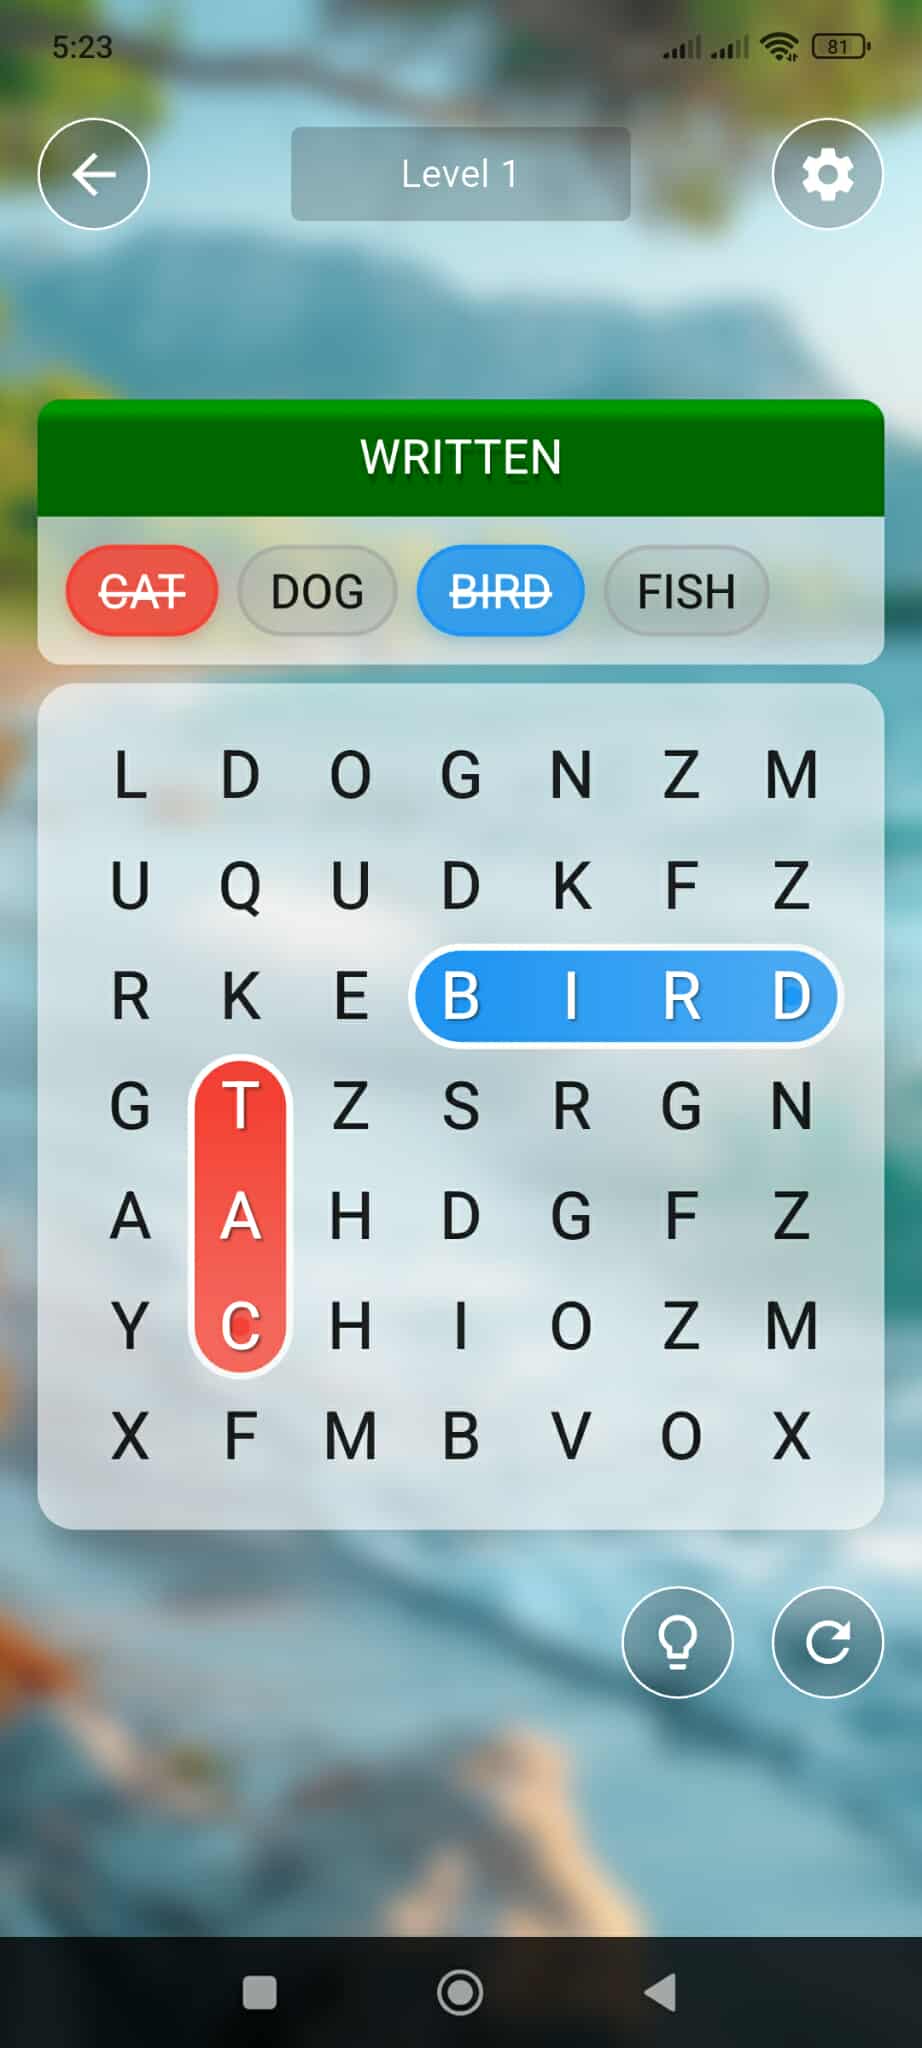 5:23 81
Level 1
WRITTEN
CAT DOG BIRD FISH
L D O G N Z M
U Q U D K F Z
R K E B I R D
G T Z S R G N
A A H D G F Z
Y C H I O Z M
X F M B V O X